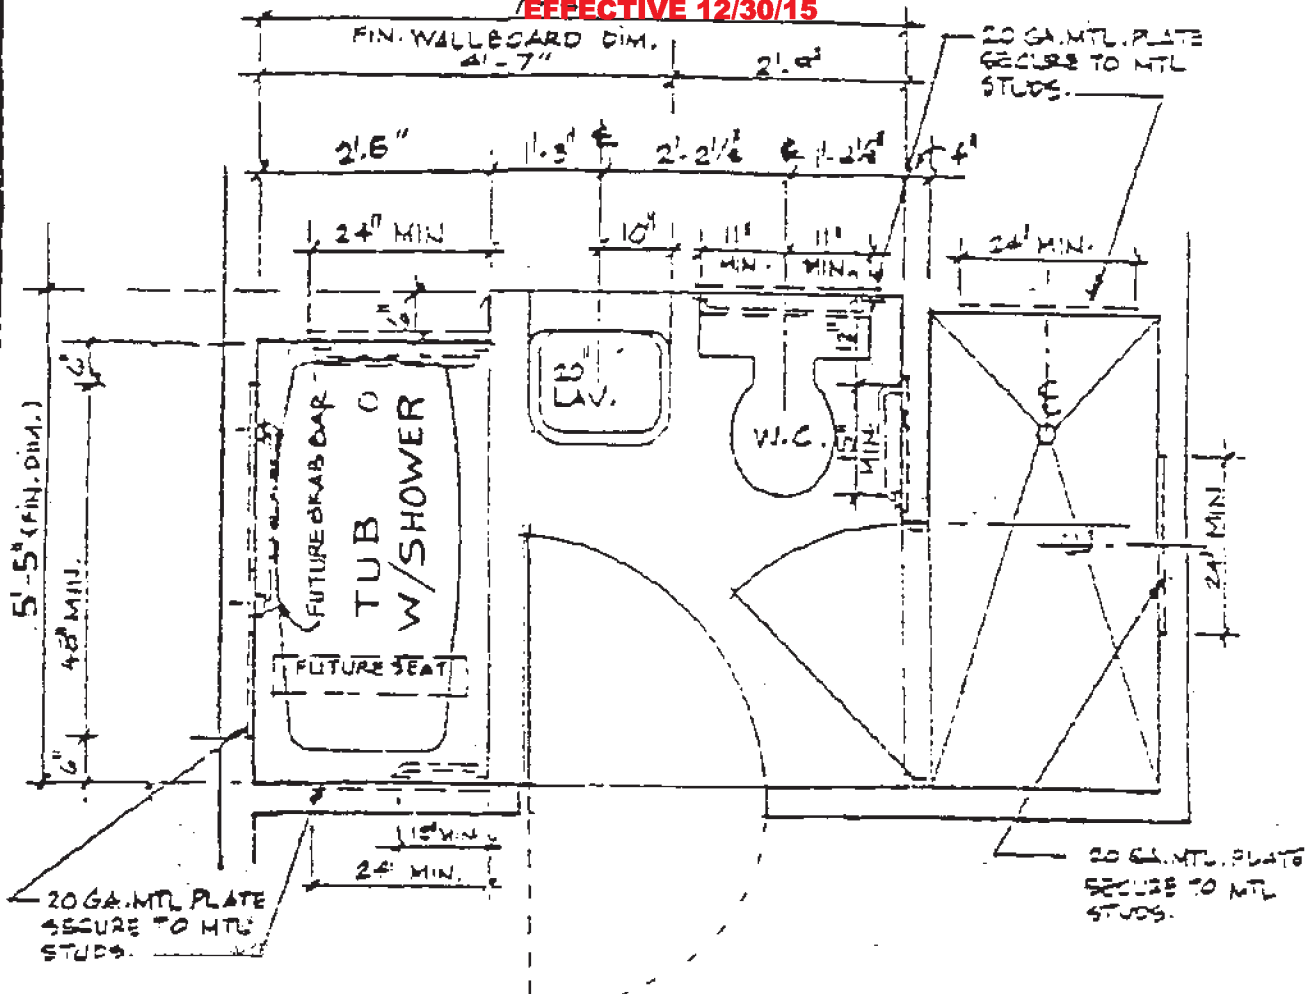 EFFECTIVE 12/30/15
FIN. WALLBOARD DIM.
4'-7"
2'-9"
20 GA. MTL. PLATE
SECURE TO MTL
STUDS.
2'-6"
1'-3"
2'-2½"
1'-2½"
4"
24" MIN
10"
11"
MIN.
11"
MIN.
24" MIN.
6"
12"
6"
5'-5" (FIN. DIM.)
48" MIN.
6"
FUTURE GRAB BAR
TUB
W/SHOWER
FUTURE SEAT
20"
LAV.
W.C.
MIN
24" MIN
MIN.
24" MIN.
20 GA. MTL PLATE
SECURE TO MTL
STUDS.
20 GA. MTL. PLATE
SECURE TO MTL
STUDS.